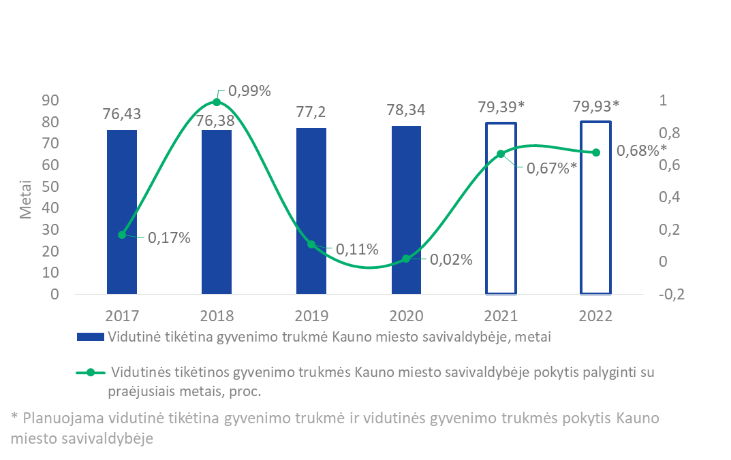 0,99%
90 76,43 77,2 78,34 79,39* 79,93* 1
80 76,38 0,8
70 0,67%* 0,68%* 0,6
60
50 0,4
40
30 0,17% 0,11% 0,02% 0,2
20 0
10
0 -0,2
Metai
2017 2018 2019 2020 2021 2022
Vidutinė tikėtina gyvenimo trukmė Kauno miesto savivaldybėje, metai
Vidutinės tikėtinos gyvenimo trukmės Kauno miesto savivaldybėje pokytis palyginti su
praėjusiais metais, proc.
* Planuojama vidutinė tikėtina gyvenimo trukmė ir vidutinės gyvenimo trukmės pokytis Kauno
miesto savivaldybėje